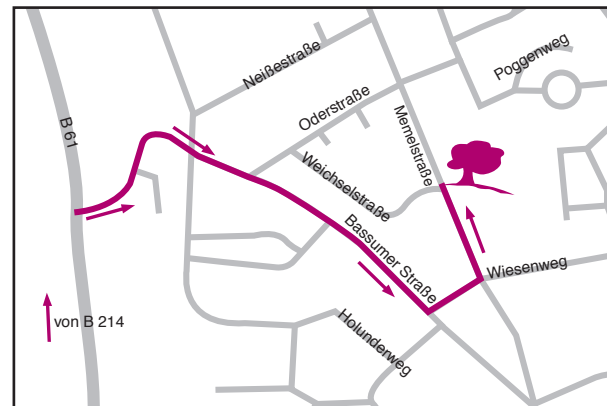 Neißestraße
Poggenweg
B 61
Oderstraße
Memelstraße
Weichselstraße
Bassumer Straße
Wiesenweg
von B 214
Holunderweg